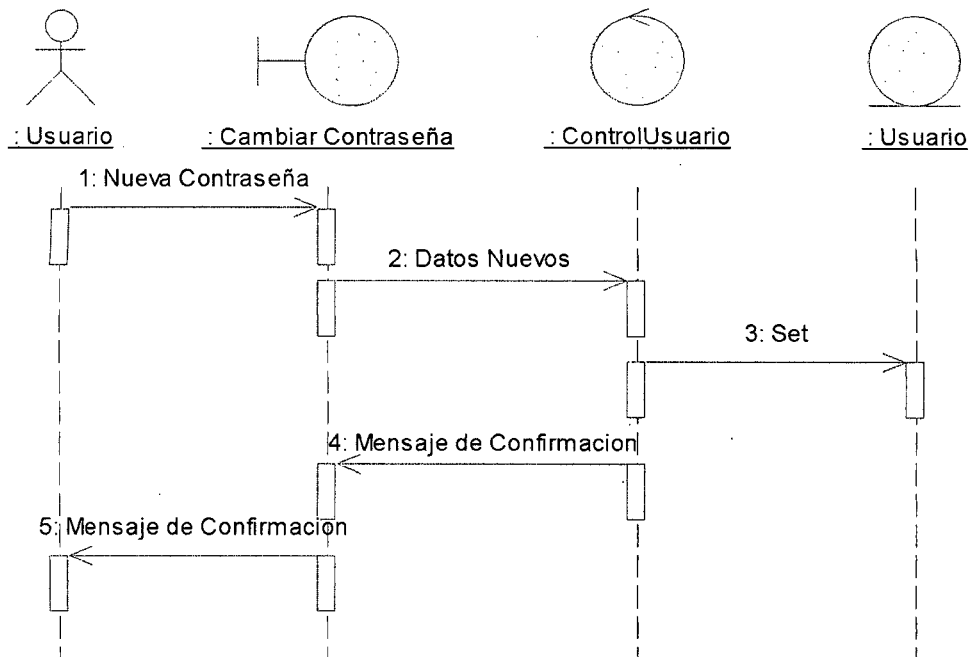 : Usuario
: Cambiar Contraseña
: ControlUsuario
: Usuario
1: Nueva Contraseña
2: Datos Nuevos
3: Set
4: Mensaje de Confirmacion
5: Mensaje de Confirmacion